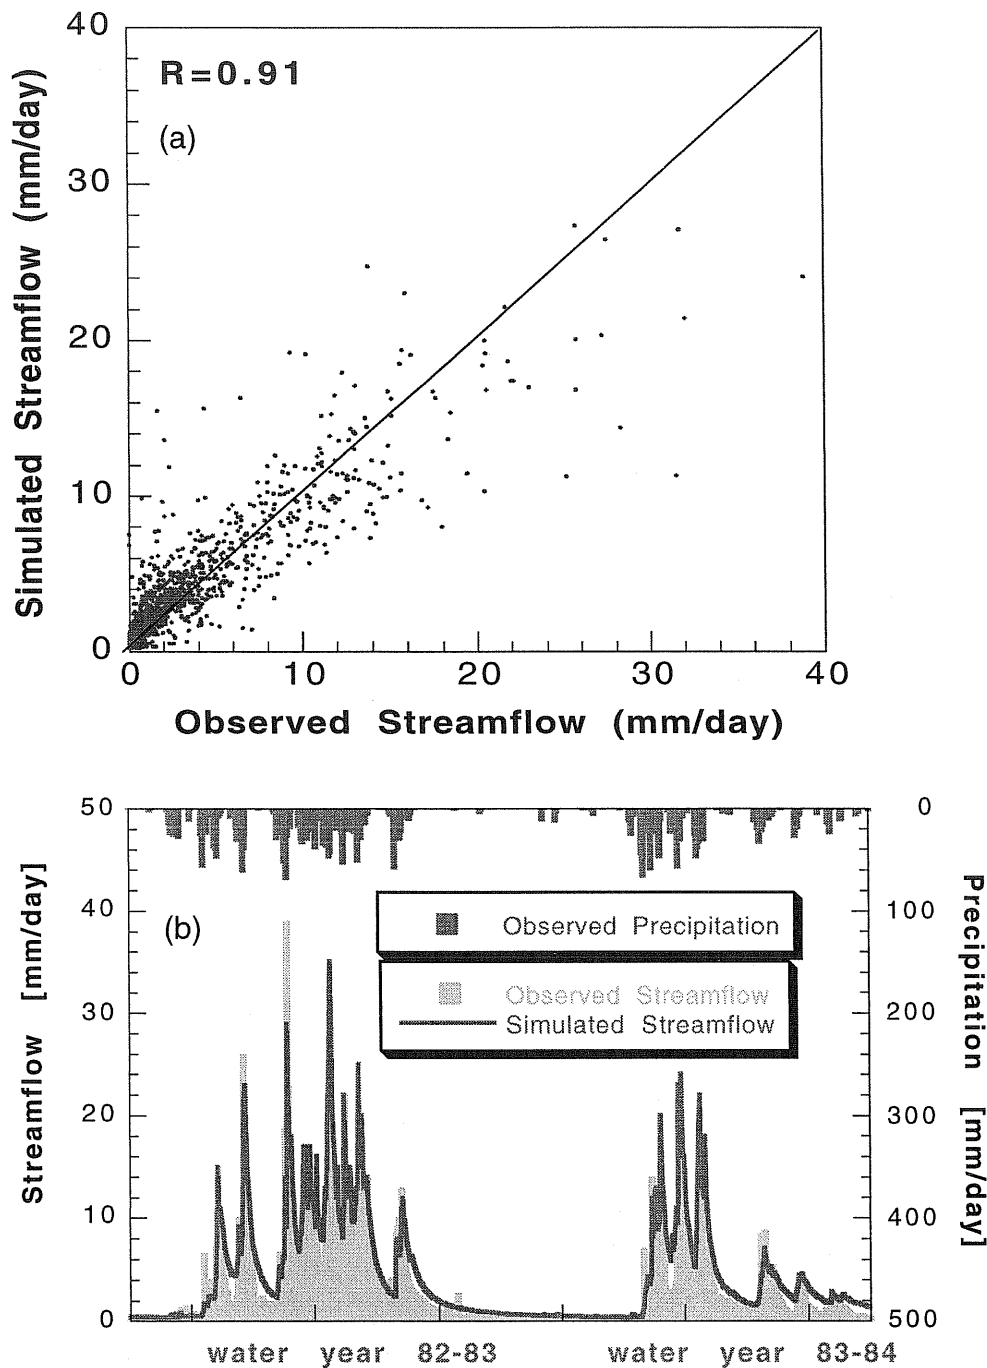 40
R=0.91
(a)
30
20
10
0
Simulated Streamflow (mm/day)
0 10 20 30 40
Observed Streamflow (mm/day)
50 0
(b)
40 100
30 200
20 300
10 400
0 500
Streamflow [mm/day]
Precipitation [mm/day]
Observed Precipitation
Observed Streamflow
Simulated Streamflow
water year 82-83 water year 83-84